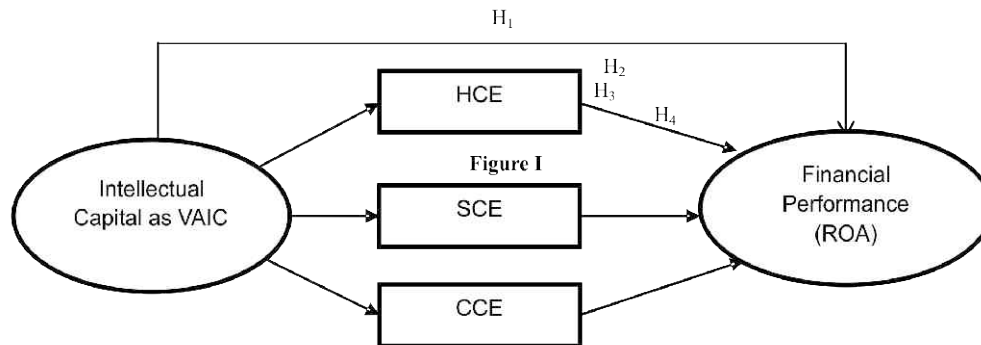 H1
HCE
H2
H3
H4
Figure I
Intellectual
Capital as VAIC
SCE
Financial
Performance
(ROA)
CCE